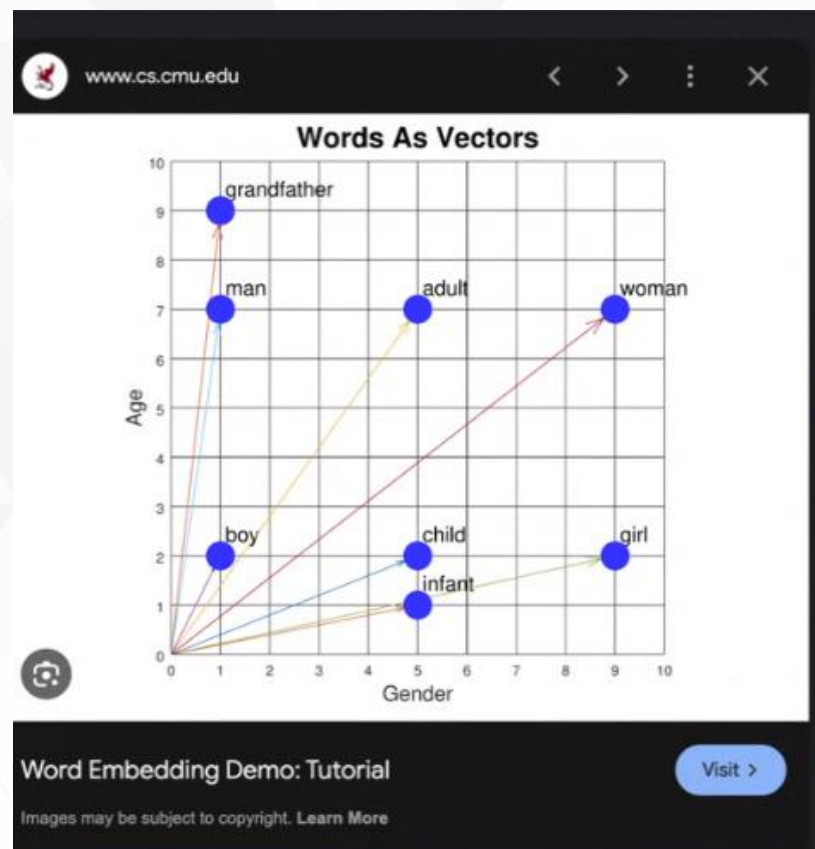 www.cs.cmu.edu
Words As Vectors
10
grandfather
9
8
man
adult
woman
7
6
Age
5
4
3
boy
child
girl
2
infant
1
0
0 1 2 3 4 5 6 7 8 9 10
Gender
Word Embedding Demo: Tutorial
Visit >
Images may be subject to copyright. Learn More